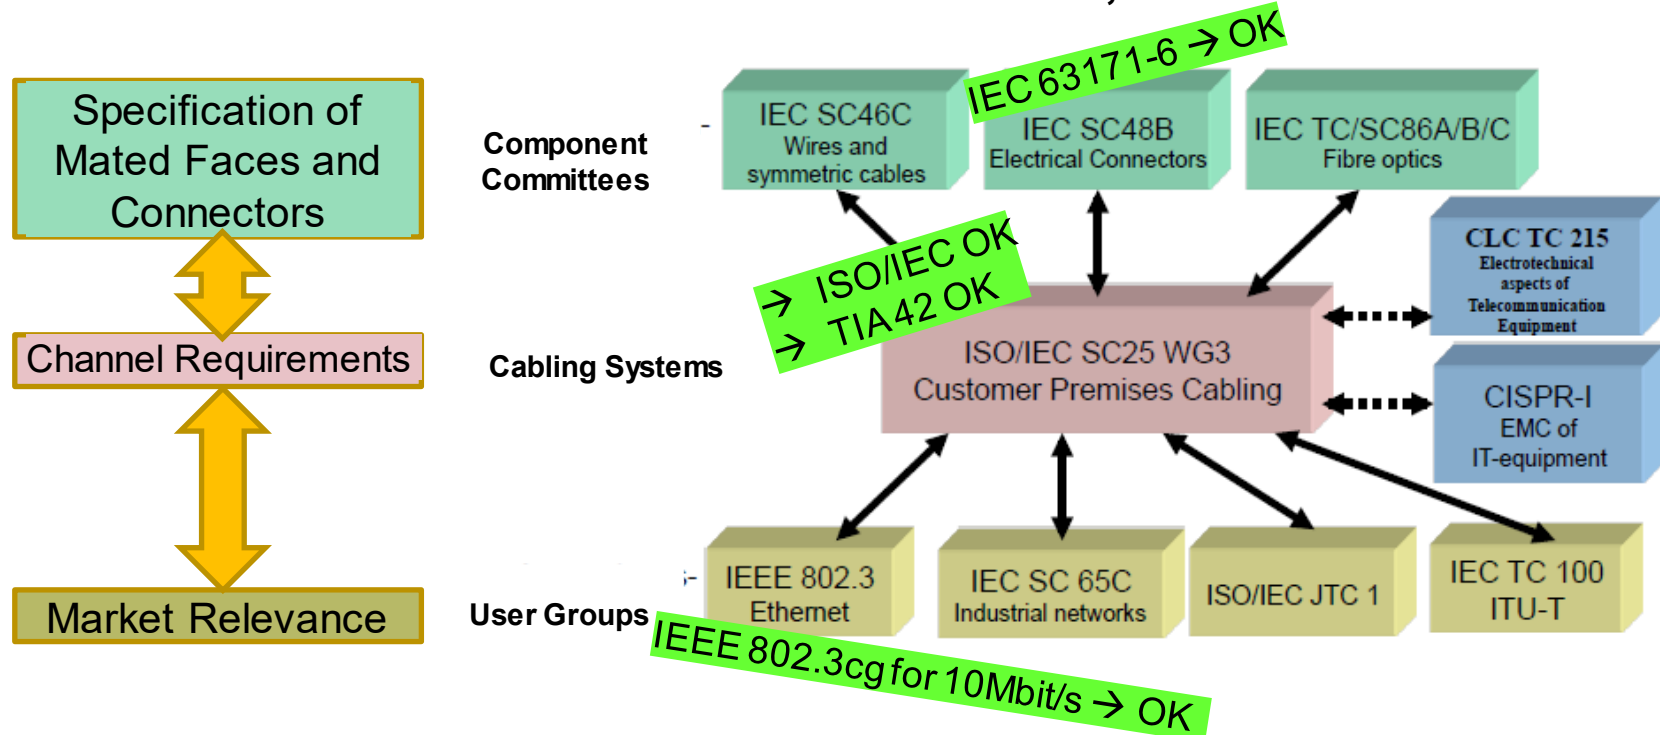 Specification of
Mated Faces and
Connectors
Channel Requirements
Market Relevance
Component
Committees
Cabling Systems
User Groups
IEC 63171-6 → OK
IEC SC46C
Wires and
symmetric cables
IEC SC48B
Electrical Connectors
IEC TC/SC86A/B/C
Fibre optics
→ ISO/IEC OK
→ TIA 42 OK
CLC TC 215
Electrotechnical
aspects of
Telecommunication
Equipment
ISO/IEC SC25 WG3
Customer Premises Cabling
CISPR-I
EMC of
IT-equipment
IEEE 802.3
Ethernet
IEC SC 65C
Industrial networks
ISO/IEC JTC 1
IEC TC 100
ITU-T
IEEE 802.3cg for 10Mbit/s → OK